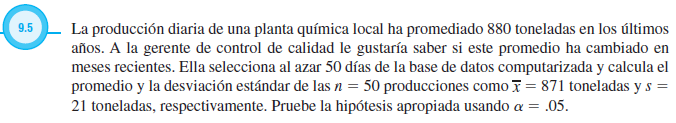 9.5 La producción diaria de una planta química local ha promediado 880 toneladas en los últimos
años. A la gerente de control de calidad le gustaría saber si este promedio ha cambiado en
meses recientes. Ella selecciona al azar 50 días de la base de datos computarizada y calcula el
promedio y la desviación estándar de las n = 50 producciones como x̄ = 871 toneladas y s =
21 toneladas, respectivamente. Pruebe la hipótesis apropiada usando α = .05.